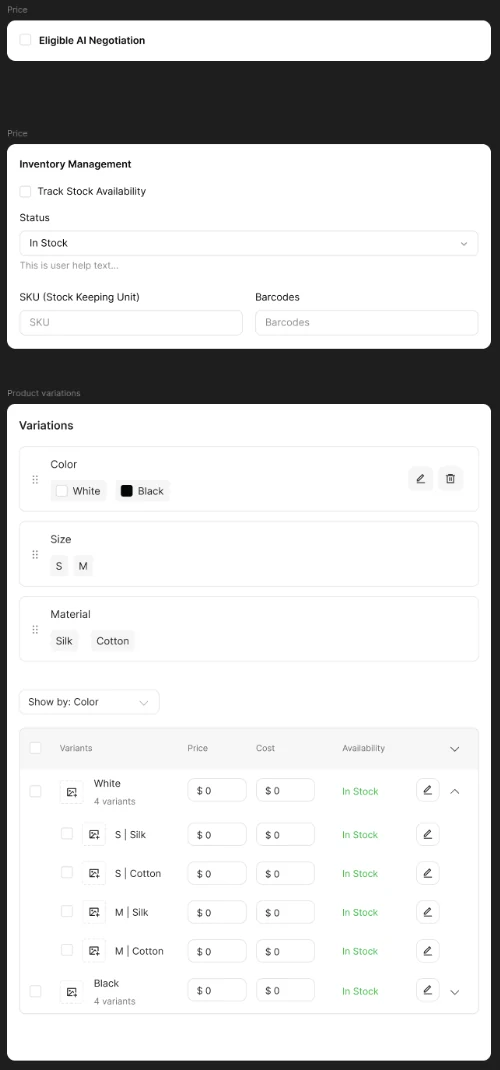 Price
Eligible AI Negotiation
Price
Inventory Management
Track Stock Availability
Status
In Stock
This is user help text...
SKU (Stock Keeping Unit) Barcodes
SKU Barcodes
Product variations
Variations
Color
White Black
Size
S M
Material
Silk Cotton
Show by: Color
Variants Price Cost Availability
White
4 variants
$ 0 $ 0 In Stock
S | Silk $ 0 $ 0 In Stock
S | Cotton $ 0 $ 0 In Stock
M | Silk $ 0 $ 0 In Stock
M | Cotton $ 0 $ 0 In Stock
Black
4 variants
$ 0 $ 0 In Stock